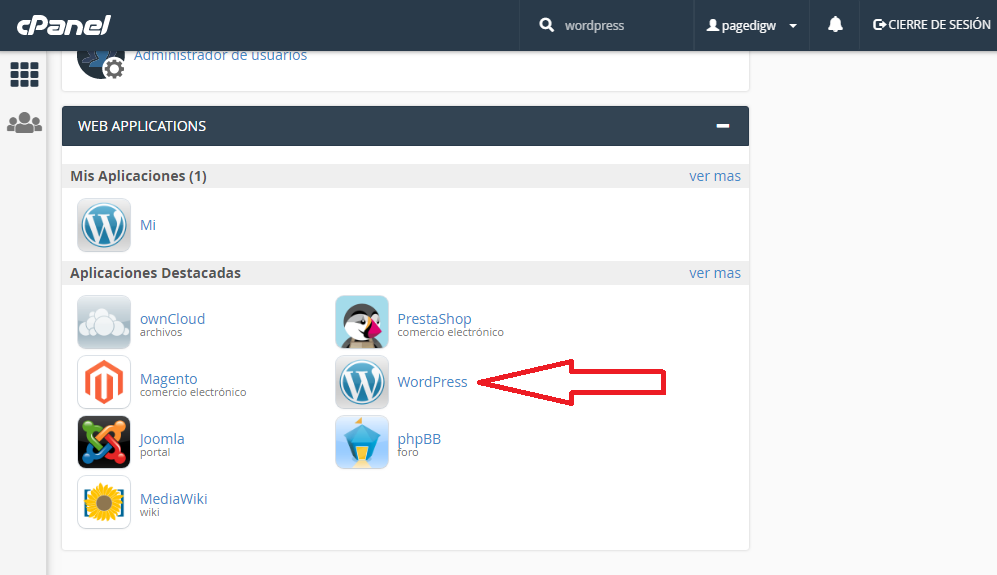 cPanel
wordpress
pagedigw
CIERRE DE SESIÓN
Administrador de usuarios
WEB APPLICATIONS
Mis Aplicaciones (1)
ver mas
Mi
Aplicaciones Destacadas
ver mas
ownCloud
archivos
PrestaShop
comercio electrónico
Magento
comercio electrónico
WordPress
Joomla
portal
phpBB
foro
MediaWiki
wiki